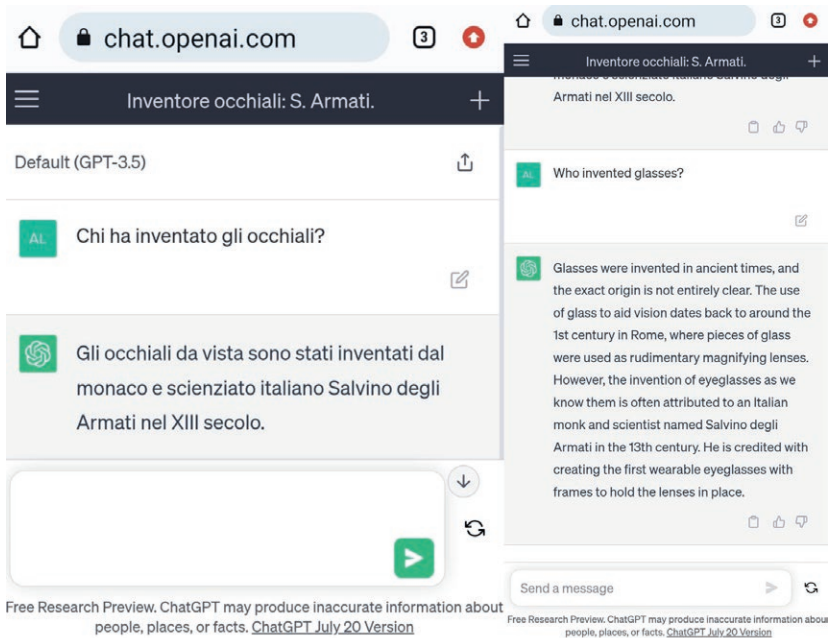 chat.openai.com
3
Inventore occhiali: S. Armati.
Default (GPT-3.5)
AL
Chi ha inventato gli occhiali?
Gli occhiali da vista sono stati inventati dal
monaco e scienziato italiano Salvino degli
Armati nel XIII secolo.
Free Research Preview. ChatGPT may produce inaccurate information about
people, places, or facts. ChatGPT July 20 Version
chat.openai.com
3
Inventore occhiali: S. Armati.
Armati nel XIII secolo.
AL
Who invented glasses?
Glasses were invented in ancient times, and
the exact origin is not entirely clear. The use
of glass to aid vision dates back to around the
1st century in Rome, where pieces of glass
were used as rudimentary magnifying lenses.
However, the invention of eyeglasses as we
know them is often attributed to an Italian
monk and scientist named Salvino degli
Armati in the 13th century. He is credited with
creating the first wearable eyeglasses with
frames to hold the lenses in place.
Send a message
Free Research Preview. ChatGPT may produce inaccurate information about
people, places, or facts. ChatGPT July 20 Version